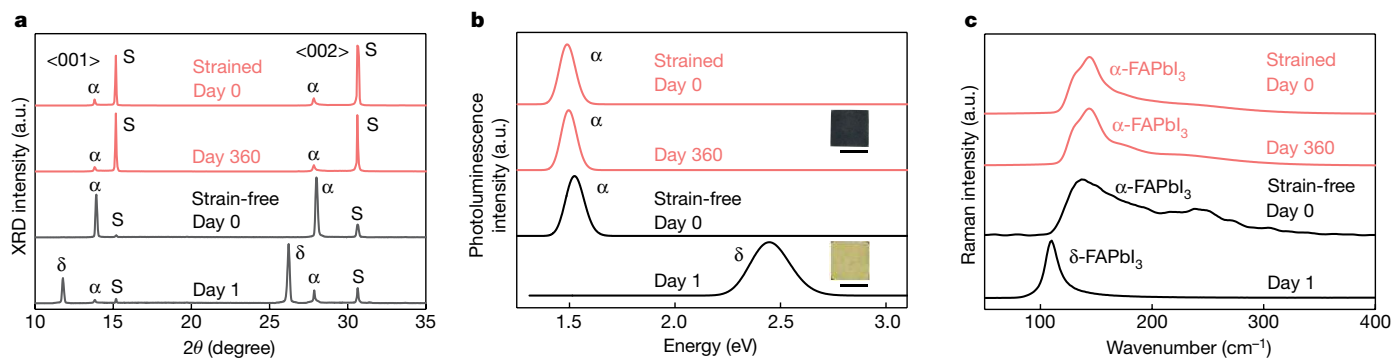 a
XRD intensity (a.u.)
<001>
α
S
Strained
Day 0
<002>
α
S
α
S
Day 360
α
S
α
S
Strain-free
Day 0
α
S
δ
α
S
Day 1
δ
α
S
10 15 20 25 30 35
2θ (degree)
b
Photoluminescence
intensity (a.u.)
α
Strained
Day 0
α
Day 360
α
Strain-free
Day 0
δ
Day 1
1.5 2.0 2.5 3.0
Energy (eV)
c
Raman intensity (a.u.)
α-FAPbI₃
Strained
Day 0
α-FAPbI₃
Day 360
α-FAPbI₃
Strain-free
Day 0
δ-FAPbI₃
Day 1
100 200 300 400
Wavenumber (cm⁻¹)